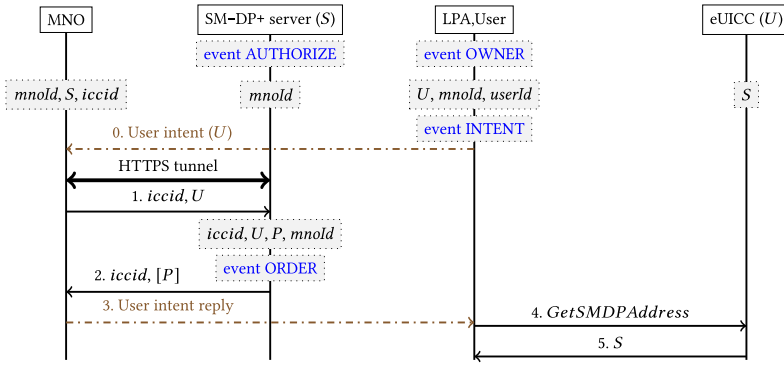 MNO
SM−DP+ server (S)
LPA,User
eUICC (U)
event AUTHORIZE
event OWNER
mnoId, S, iccid
mnoId
U, mnoId, userId
S
event INTENT
0. User intent (U)
HTTPS tunnel
1. iccid, U
iccid, U, P, mnoId
event ORDER
2. iccid, [P]
3. User intent reply
4. GetSMDPAddress
5. S